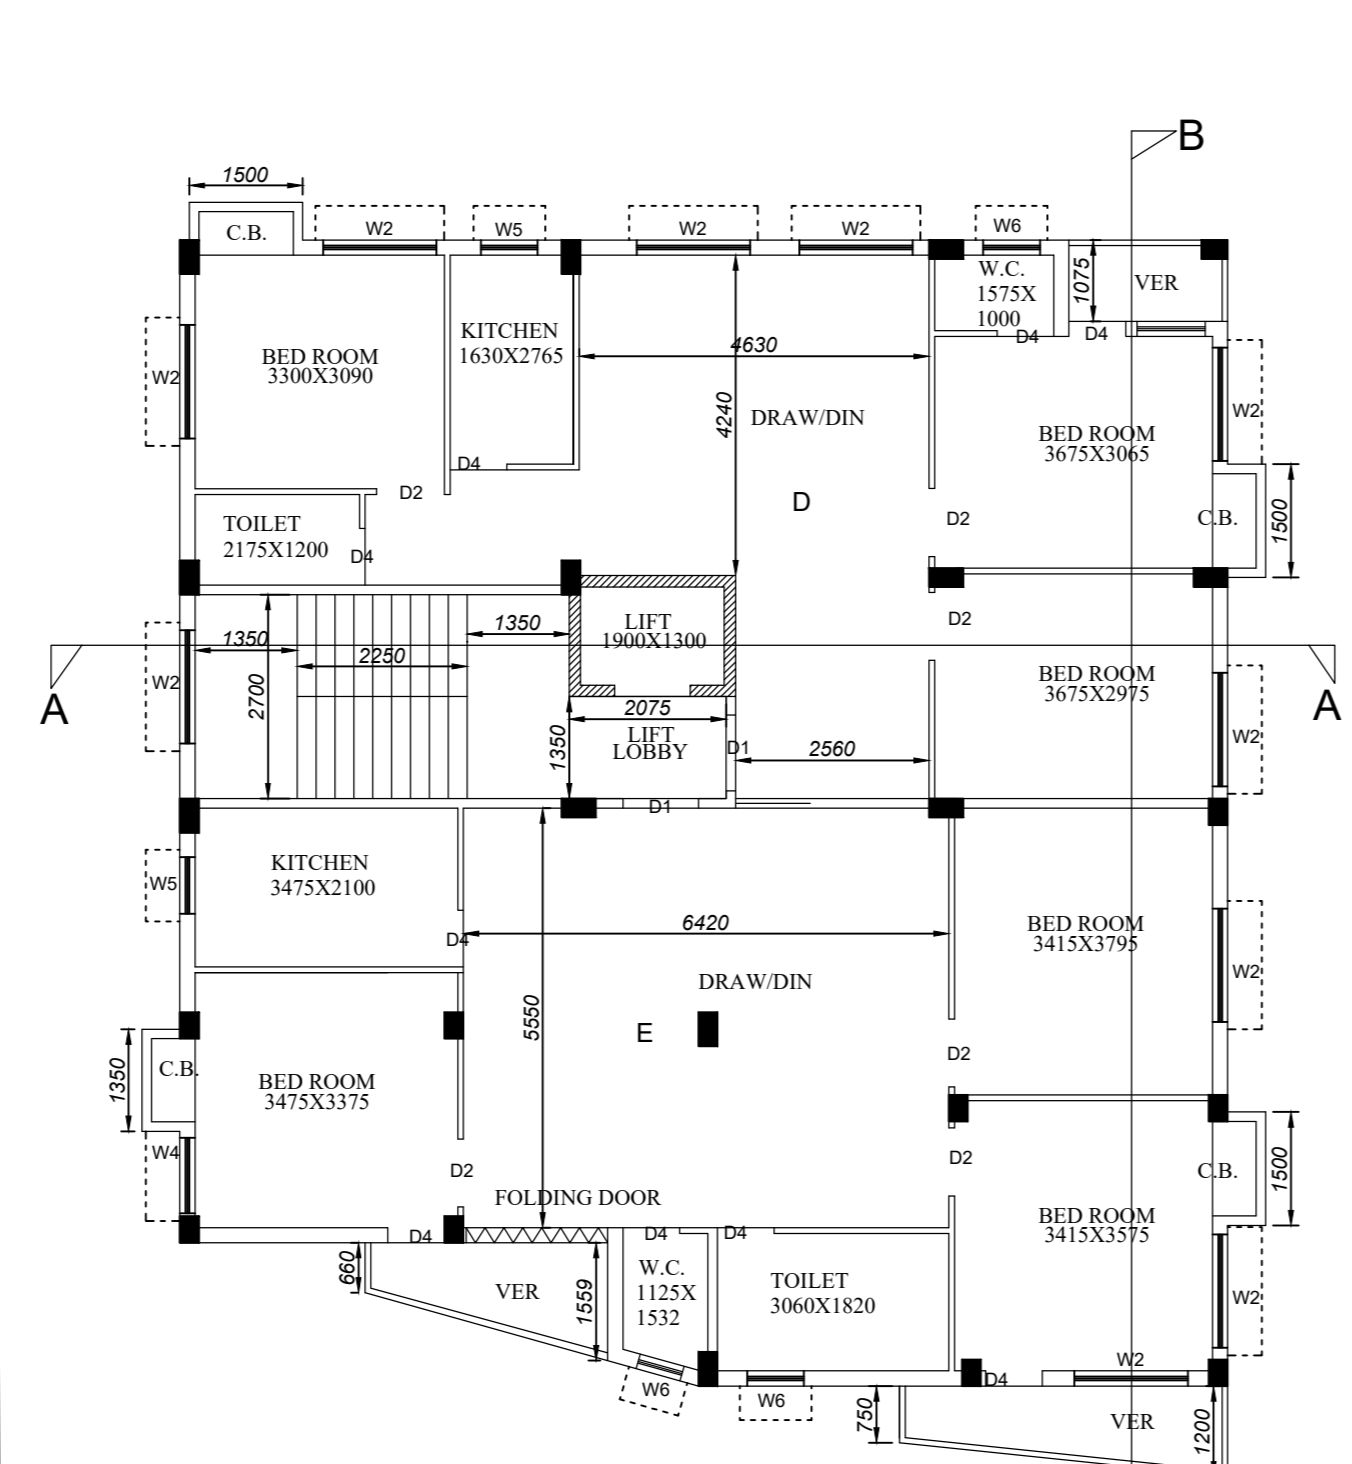 B
1500
C.B.
W2
W5
W2
W2
W6
W.C.
1575X
1000
1075
VER
D4
D4
KITCHEN
1630X2765
BED ROOM
3300X3090
W2
4630
4240
DRAW/DIN
BED ROOM
3675X3065
W2
D4
D2
D
D2
C.B.
1500
TOILET
2175X1200
D4
1350
1350
2250
2700
W2
LIFT
1900X1300
D2
BED ROOM
3675X2975
A
A
2075
LIFT
LOBBY
1350
D1
2560
W2
D1
KITCHEN
3475X2100
W5
D4
6420
BED ROOM
3415X3795
DRAW/DIN
W2
5550
E
D2
C.B.
1350
BED ROOM
3475X3375
W4
D2
D2
C.B.
1500
FOLDING DOOR
BED ROOM
3415X3575
D4
D4
D4
660
VER
1559
W.C.
1125X
1532
TOILET
3060X1820
W2
W2
W6
W6
D4
750
VER
1200